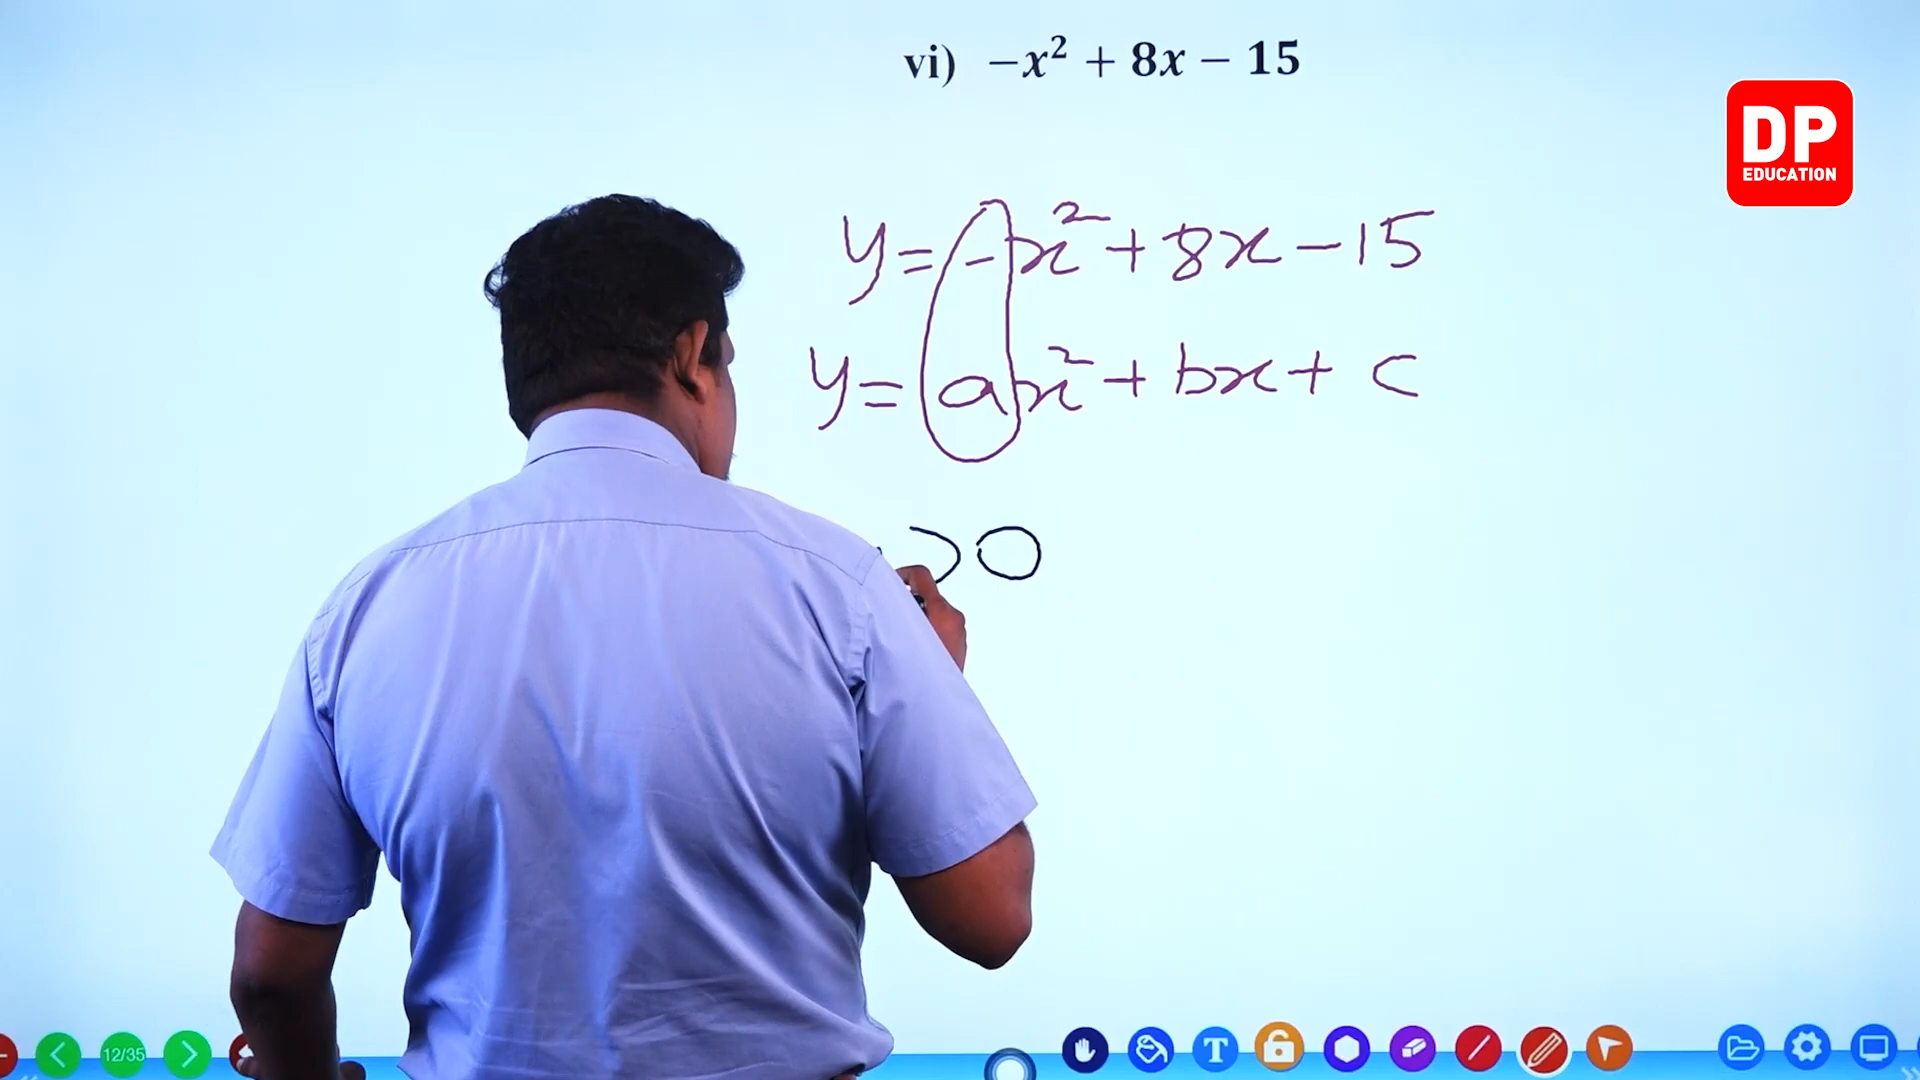 vi) −x² + 8x − 15
DP
EDUCATION
y = -x² + 8x - 15
y = ax² + bx + c
>0
12/35
T